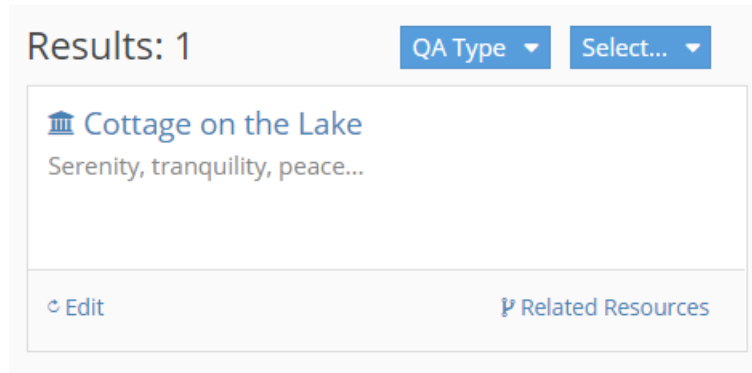 Results: 1
QA Type
Select...
Cottage on the Lake
Serenity, tranquility, peace...
Edit
Related Resources